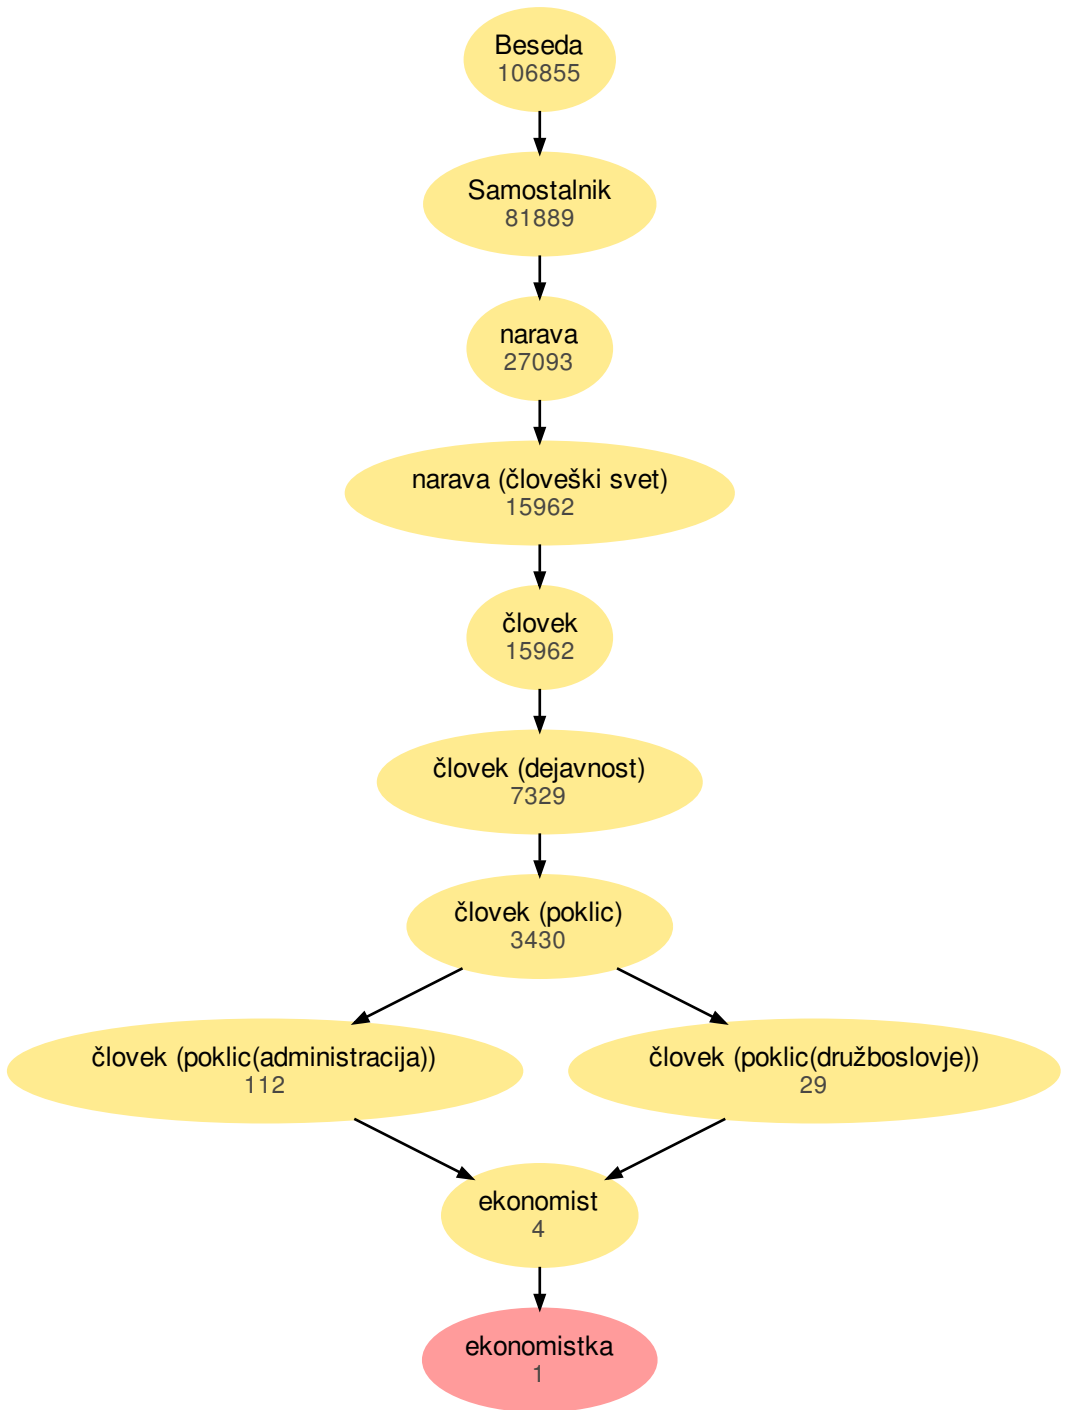 Beseda
106855
Samostalnik
81889
narava
27093
narava (človeški svet)
15962
človek
15962
človek (dejavnost)
7329
človek (poklic)
3430
človek (poklic(administracija))
112
človek (poklic(družboslovje))
29
ekonomist
4
ekonomistka
1